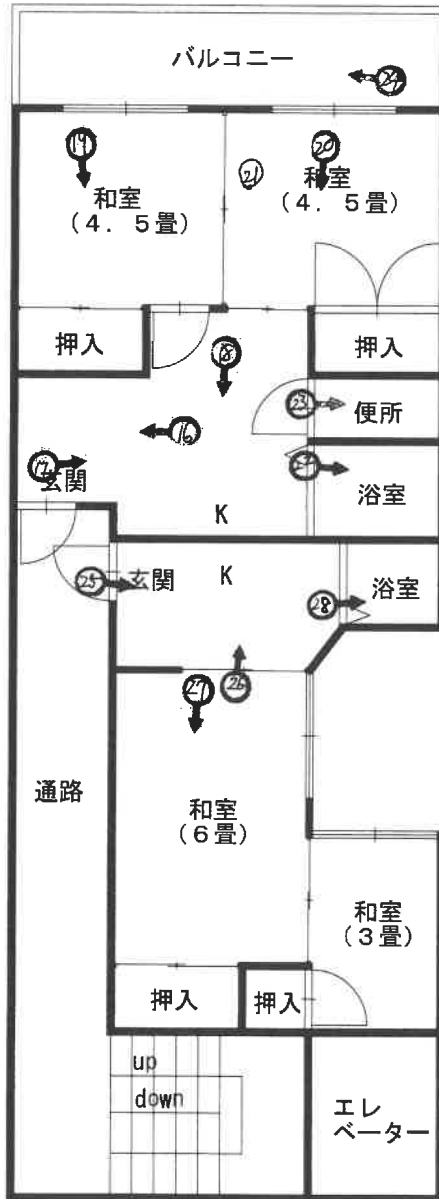 バルコニー
24
19
20
21
和室
（4．5畳）
和室
（4．5畳）
押入
押入
18
23
便所
16
17
玄関
浴室
K
25
玄関
K
28
浴室
26
27
通路
和室
（6畳）
和室
（3畳）
押入
押入
up
down
エレ
ベーター